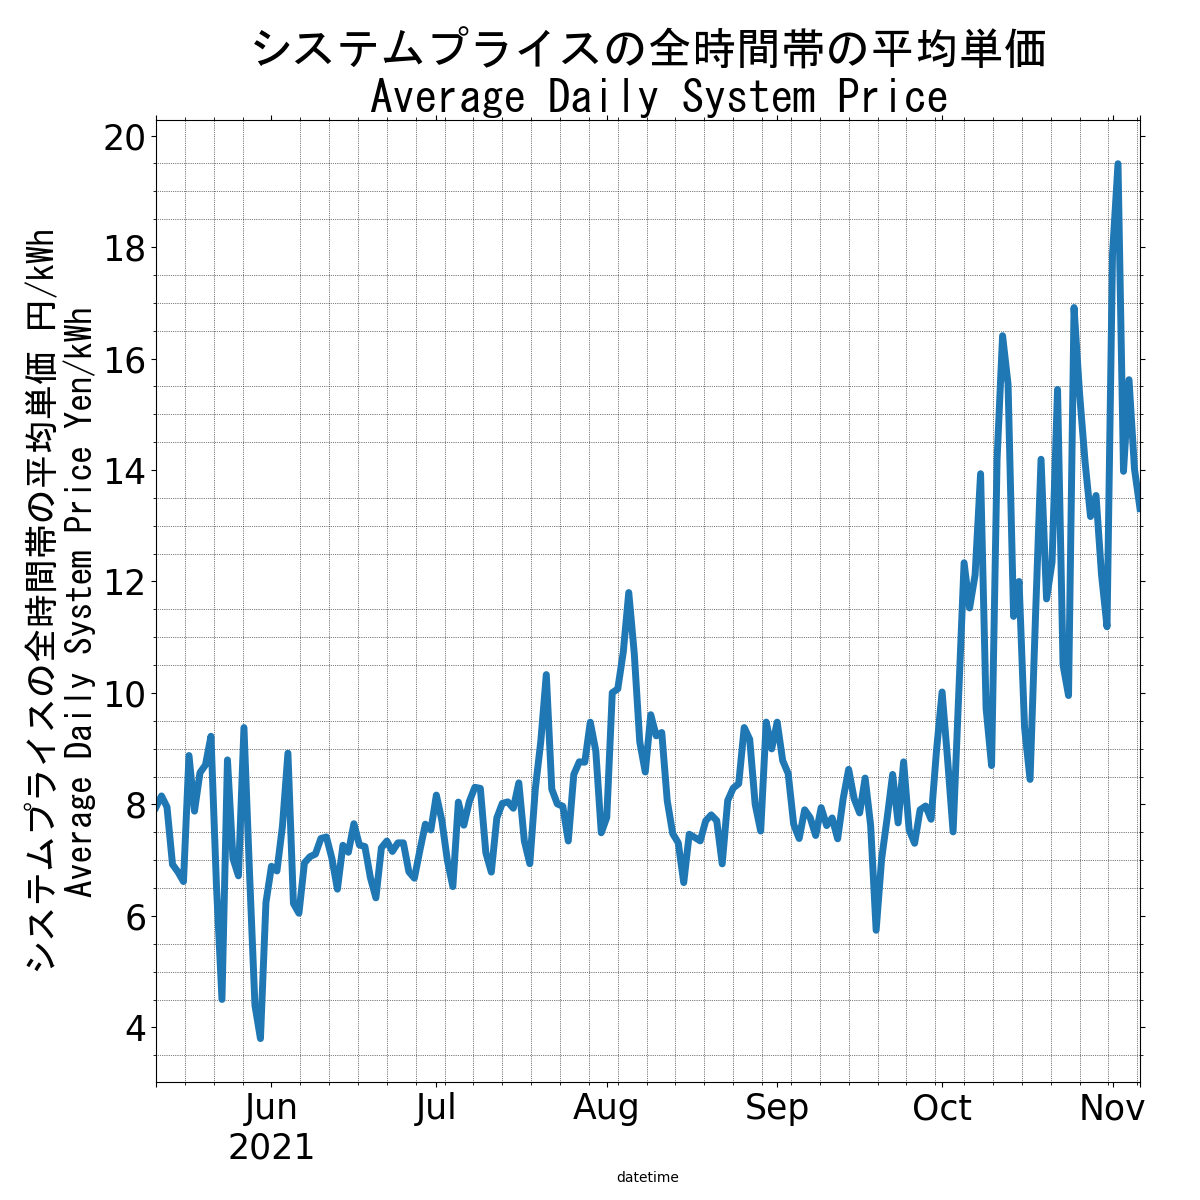 システムプライスの全時間帯の平均単価
Average Daily System Price
システムプライスの全時間帯の平均単価 円/kWh
Average Daily System Price Yen/kWh
20
18
16
14
12
10
8
6
4
Jun
2021
Jul
Aug
Sep
Oct
Nov
datetime